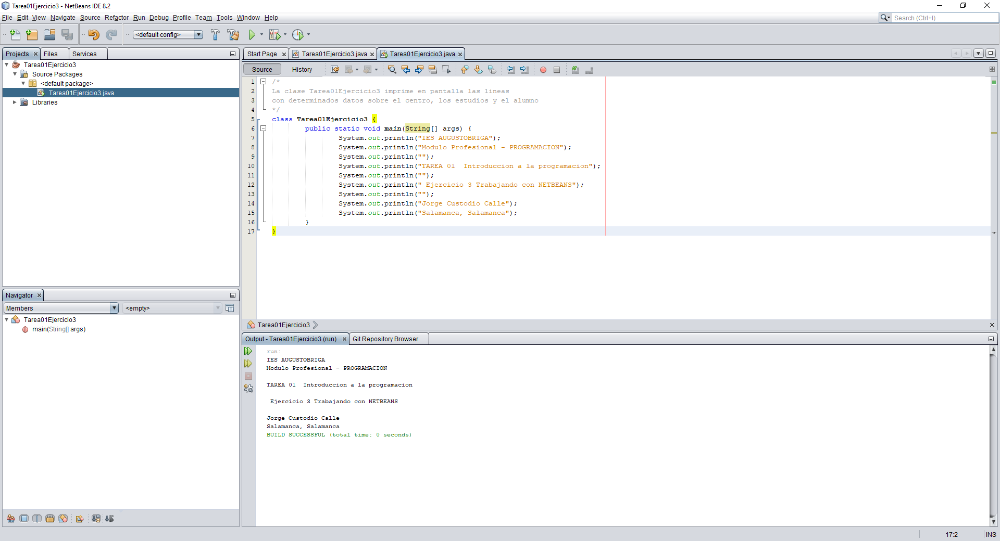 Tarea01Ejercicio3 - NetBeans IDE 8.2
File Edit View Navigate Source Refactor Run Debug Profile Team Tools Window Help
Search (Ctrl+I)
<default config>
Projects Files Services
Tarea01Ejercicio3
Source Packages
<default package>
Tarea01Ejercicio3.java
Libraries
Start Page Tarea01Ejercicio3.java Tarea01Ejercicio3.java
Source History
1 /*
2 La clase Tarea01Ejercicio3 imprime en pantalla las lineas
3 con determinados datos sobre el centro, los estudios y el alumno
4 */
5 class Tarea01Ejercicio3 {
6 public static void main(String[] args) {
7 System.out.println("IES AUGUSTOBRIGA");
8 System.out.println("Modulo Profesional - PROGRAMACION");
9 System.out.println("");
10 System.out.println("TAREA 01  Introduccion a la programacion");
11 System.out.println("");
12 System.out.println(" Ejercicio 3 Trabajando con NETBEANS");
13 System.out.println("");
14 System.out.println("Jorge Custodio Calle");
15 System.out.println("Salamanca, Salamanca");
16 }
17 }
Tarea01Ejercicio3
Navigator
Members <empty>
Tarea01Ejercicio3
main(String[] args)
Output - Tarea01Ejercicio3 (run) Git Repository Browser
run:
IES AUGUSTOBRIGA
Modulo Profesional - PROGRAMACION
TAREA 01  Introduccion a la programacion
Ejercicio 3 Trabajando con NETBEANS
Jorge Custodio Calle
Salamanca, Salamanca
BUILD SUCCESSFUL (total time: 0 seconds)
17:2 INS